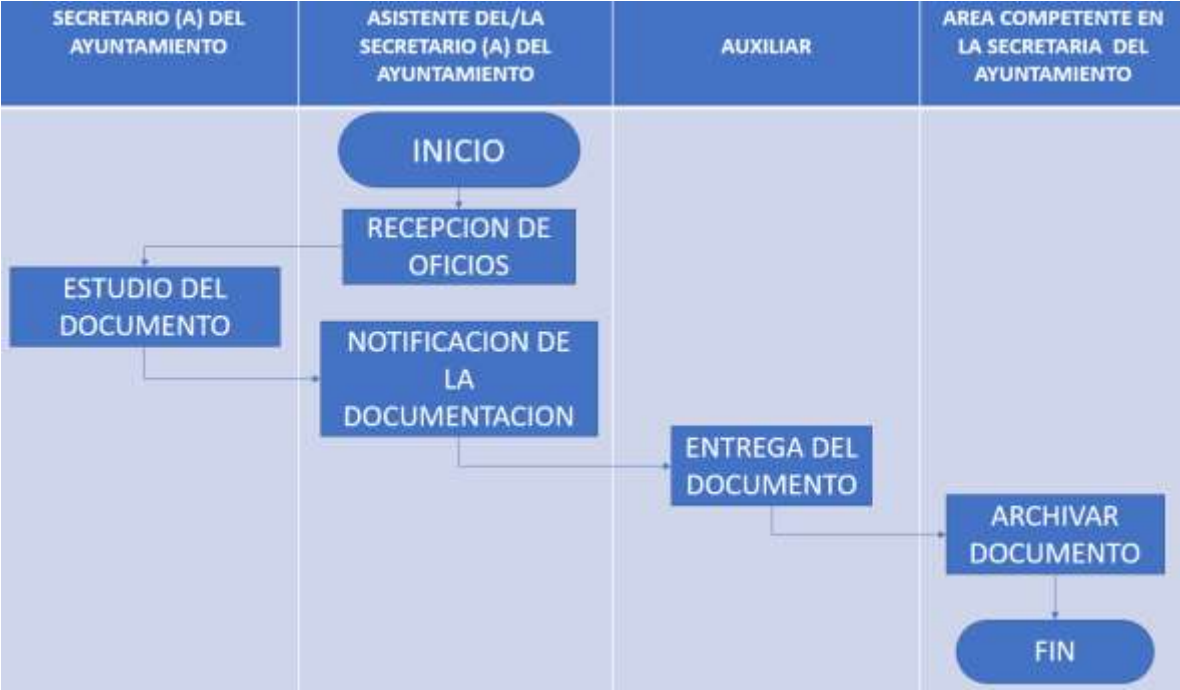 SECRETARIO (A) DEL
AYUNTAMIENTO
ASISTENTE DEL/LA
SECRETARIO (A) DEL
AYUNTAMIENTO
AUXILIAR
AREA COMPETENTE EN
LA SECRETARIA DEL
AYUNTAMIENTO
INICIO
RECEPCION DE
OFICIOS
ESTUDIO DEL
DOCUMENTO
NOTIFICACION DE
LA
DOCUMENTACION
ENTREGA DEL
DOCUMENTO
ARCHIVAR
DOCUMENTO
FIN